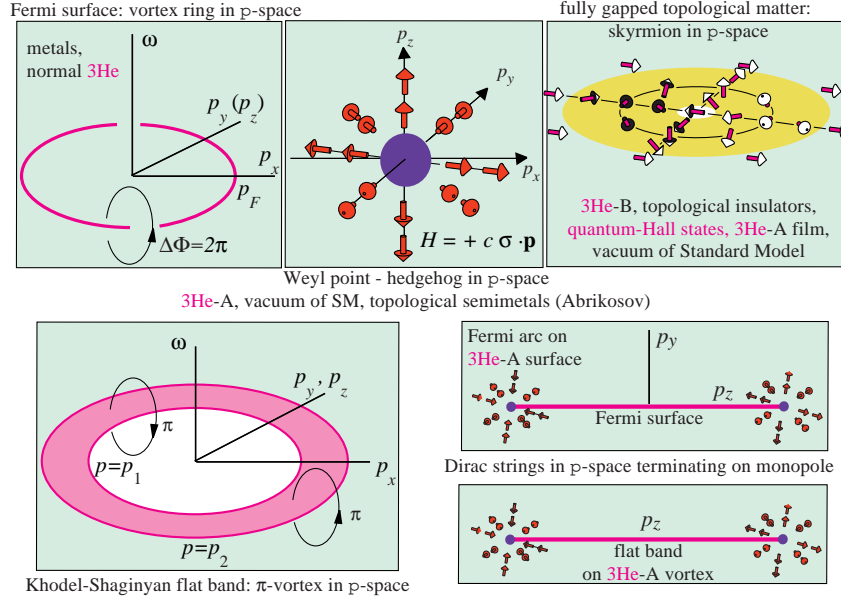 Fermi surface: vortex ring in p-space
fully gapped topological matter:
skyrmion in p-space
metals,
normal 3He
ω
p_y (p_z)
p_x
p_F
ΔΦ=2π
p_z
p_y
p_x
H = + c σ · p
3He-B, topological insulators,
quantum-Hall states, 3He-A film,
vacuum of Standard Model
Weyl point - hedgehog in p-space
3He-A, vacuum of SM, topological semimetals (Abrikosov)
ω
p_y , p_z
π
p=p_1
p_x
π
p=p_2
Khodel-Shaginyan flat band: π-vortex in p-space
Fermi arc on
3He-A surface
p_y
p_z
Fermi surface
Dirac strings in p-space terminating on monopole
p_z
flat band
on 3He-A vortex